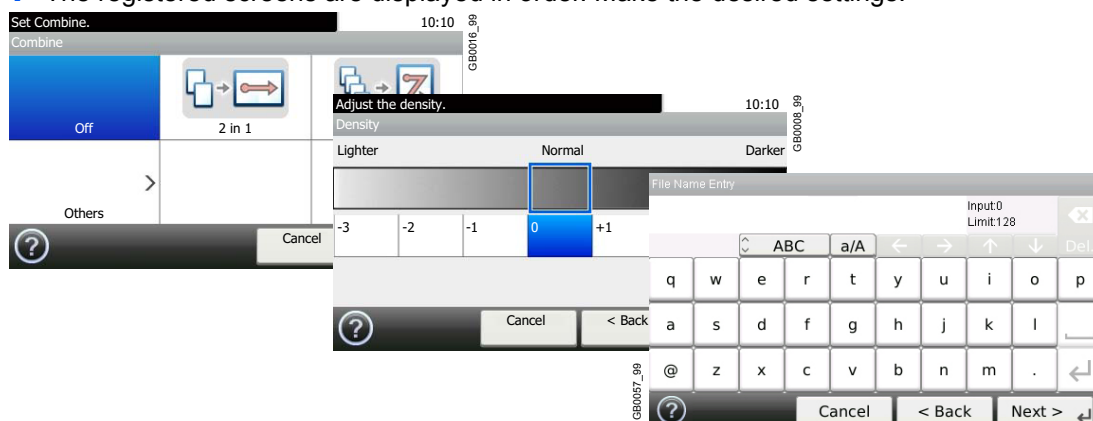 The registered screens are displayed in order. Make the desired settings.
Set Combine. 10:10
Combine
Off
2 in 1
Others
Cancel
GB0016_99
Adjust the density. 10:10
Density
Lighter Normal Darker
-3 -2 -1 0 +1
Cancel < Back
GB0008_99
File Name Entry
Input:0
Limit:128
ABC a/A Del.
q w e r t y u i o p
a s d f g h j k l
@ z x c v b n m .
Cancel < Back Next >
GB0057_99